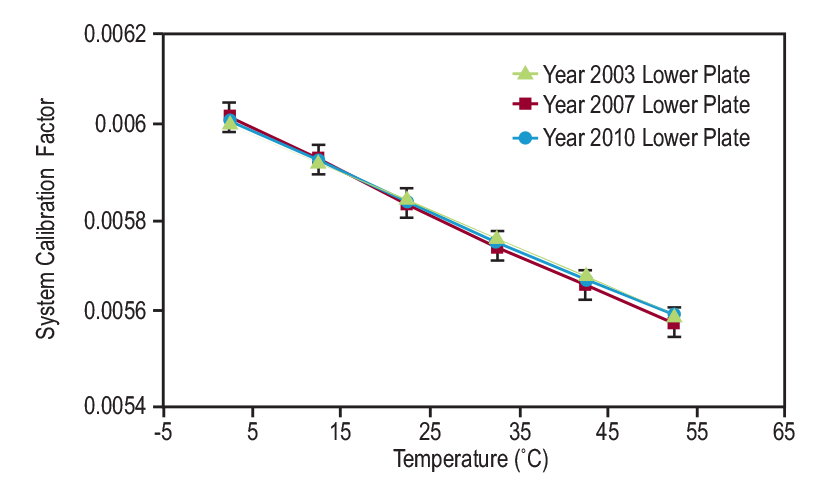 0.0062
0.006
0.0058
0.0056
0.0054
System Calibration Factor
Year 2003 Lower Plate
Year 2007 Lower Plate
Year 2010 Lower Plate
-5 5 15 25 35 45 55 65
Temperature (˚C)